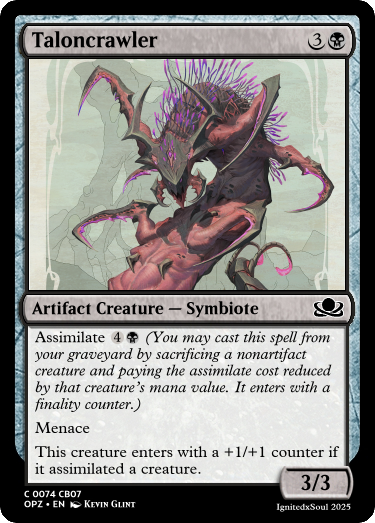 Taloncrawler 3
Artifact Creature — Symbiote
Assimilate 4 (You may cast this spell from
your graveyard by sacrificing a nonartifact
creature and paying the assimilate cost reduced
by that creature's mana value. It enters with a
finality counter.)
Menace
This creature enters with a +1/+1 counter if
it assimilated a creature.
3/3
C 0074 CB07
OPZ • EN Kevin Glint
IgnitedxSoul 2025